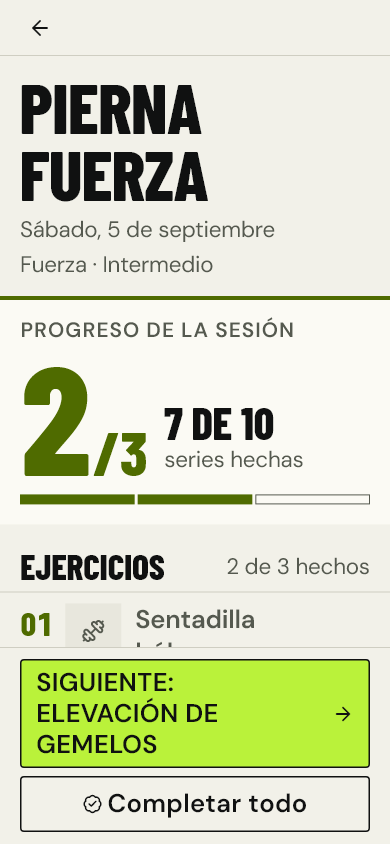 PIERNA
FUERZA
Sábado, 5 de septiembre
Fuerza · Intermedio
PROGRESO DE LA SESIÓN
2/3
7 DE 10
series hechas
EJERCICIOS
2 de 3 hechos
01
Sentadilla
SIGUIENTE:
ELEVACIÓN DE
GEMELOS
Completar todo